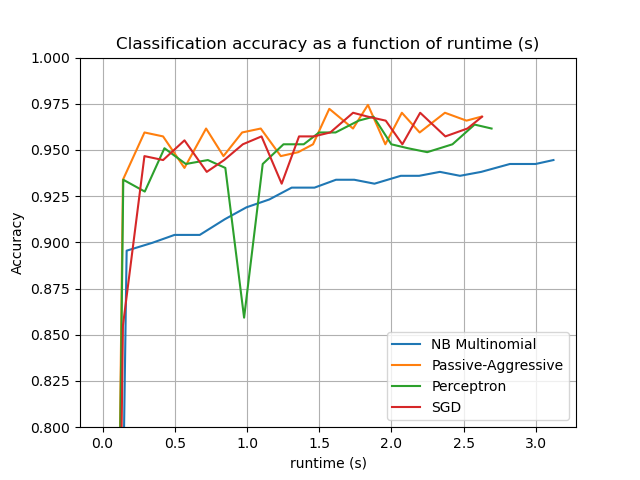 Classification accuracy as a function of runtime (s)
1.000
0.975
0.950
0.925
0.900
0.875
0.850
0.825
0.800
Accuracy
NB Multinomial
Passive-Aggressive
Perceptron
SGD
0.0 0.5 1.0 1.5 2.0 2.5 3.0
runtime (s)